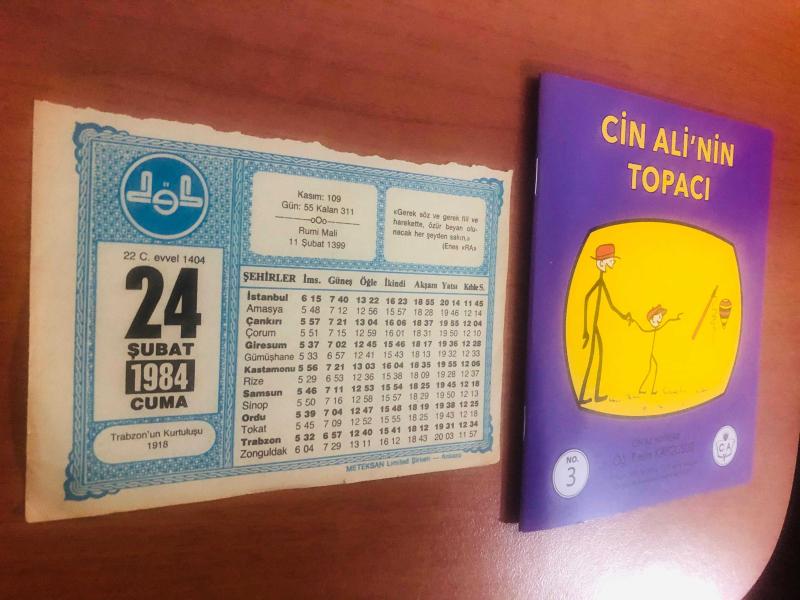 22 C. evvel 1404
24
ŞUBAT
1984
CUMA
Trabzon'un Kurtuluşu
1918
Kasım: 109
Gün: 55 Kalan 311
oOo
Rumi Mali
11 Şubat 1399
«Gerek söz ve gerek fiil ve
harekette, özür beyan olu-
nacak her şeyden sakın,»
(Enes «RA»)
ŞEHİRLER İms. Güneş Öğle İkindi Akşam Yatsı Kıble S.
İstanbul 6 15 7 40 13 22 16 23 18 55 20 14 11 45
Amasya 5 48 7 12 12 56 15 57 18 28 19 46 12 14
Çankırı 5 57 7 21 13 04 16 06 18 37 19 55 12 04
Çorum 5 51 7 15 12 59 16 01 18 31 19 50 12 10
Giresun 5 37 7 02 12 45 15 46 18 17 19 36 12 28
Gümüşhane 5 33 6 57 12 41 15 43 18 13 19 32 12 33
Kastamonu 5 56 7 21 13 03 16 04 18 35 19 55 12 06
Rize 5 29 6 53 12 36 15 38 18 09 19 28 12 37
Samsun 5 46 7 11 12 53 15 54 18 25 19 45 12 18
Sinop 5 50 7 16 12 58 15 57 18 29 19 50 12 13
Ordu 5 39 7 04 12 47 15 48 18 19 19 38 12 25
Tokat 5 45 7 09 12 52 15 55 18 25 19 43 12 18
Trabzon 5 32 6 57 12 40 15 41 18 12 19 31 12 34
Zonguldak 6 04 7 29 13 11 16 12 18 43 20 03 11 57
METEKSAN Limited Şirketi — Ankara
CİN ALİ'NİN
TOPACI
NO.
3
Rasim KAYGUSUZ
CA